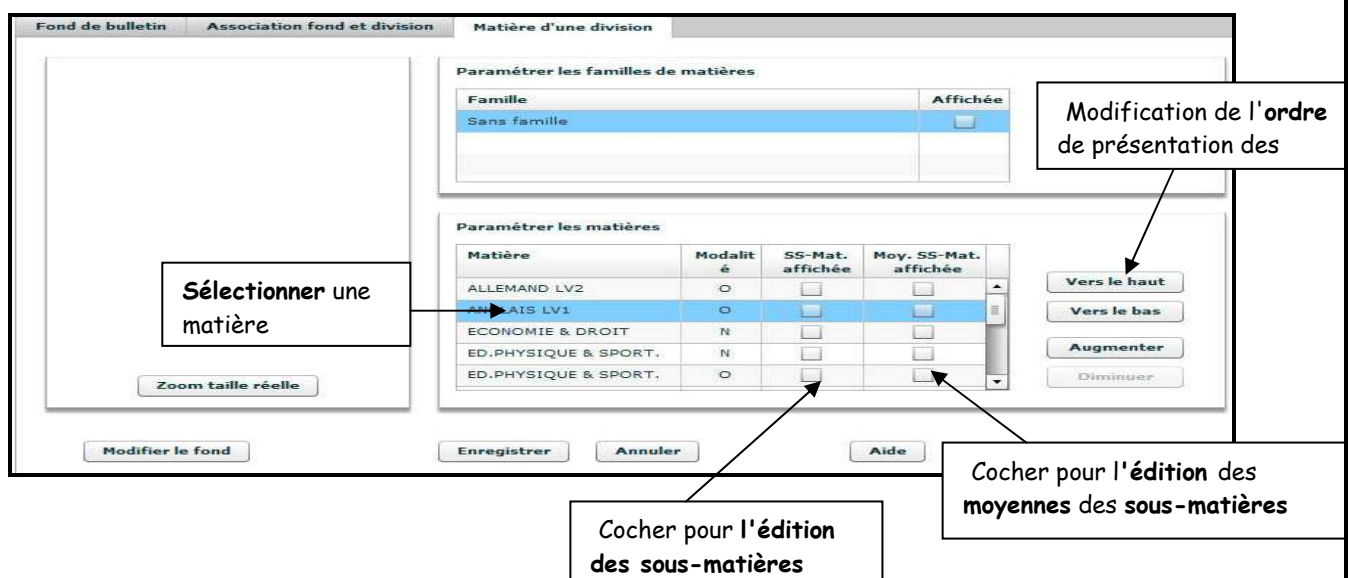 Fond de bulletin Association fond et division Matière d'une division
Paramétrer les familles de matières
Famille Affichée
Sans famille
Modification de l'ordre
de présentation des
Paramétrer les matières
Matière Modalit
é SS-Mat.
affichée Moy. SS-Mat.
affichée
ALLEMAND LV2 O
ANGLAIS LV1 O
ECONOMIE & DROIT N
ED.PHYSIQUE & SPORT. N
ED.PHYSIQUE & SPORT. O
Vers le haut
Vers le bas
Augmenter
Diminuer
Sélectionner une
matière
Zoom taille réelle
Modifier le fond Enregistrer Annuler Aide
Cocher pour l'édition des
moyennes des sous-matières
Cocher pour l'édition
des sous-matières